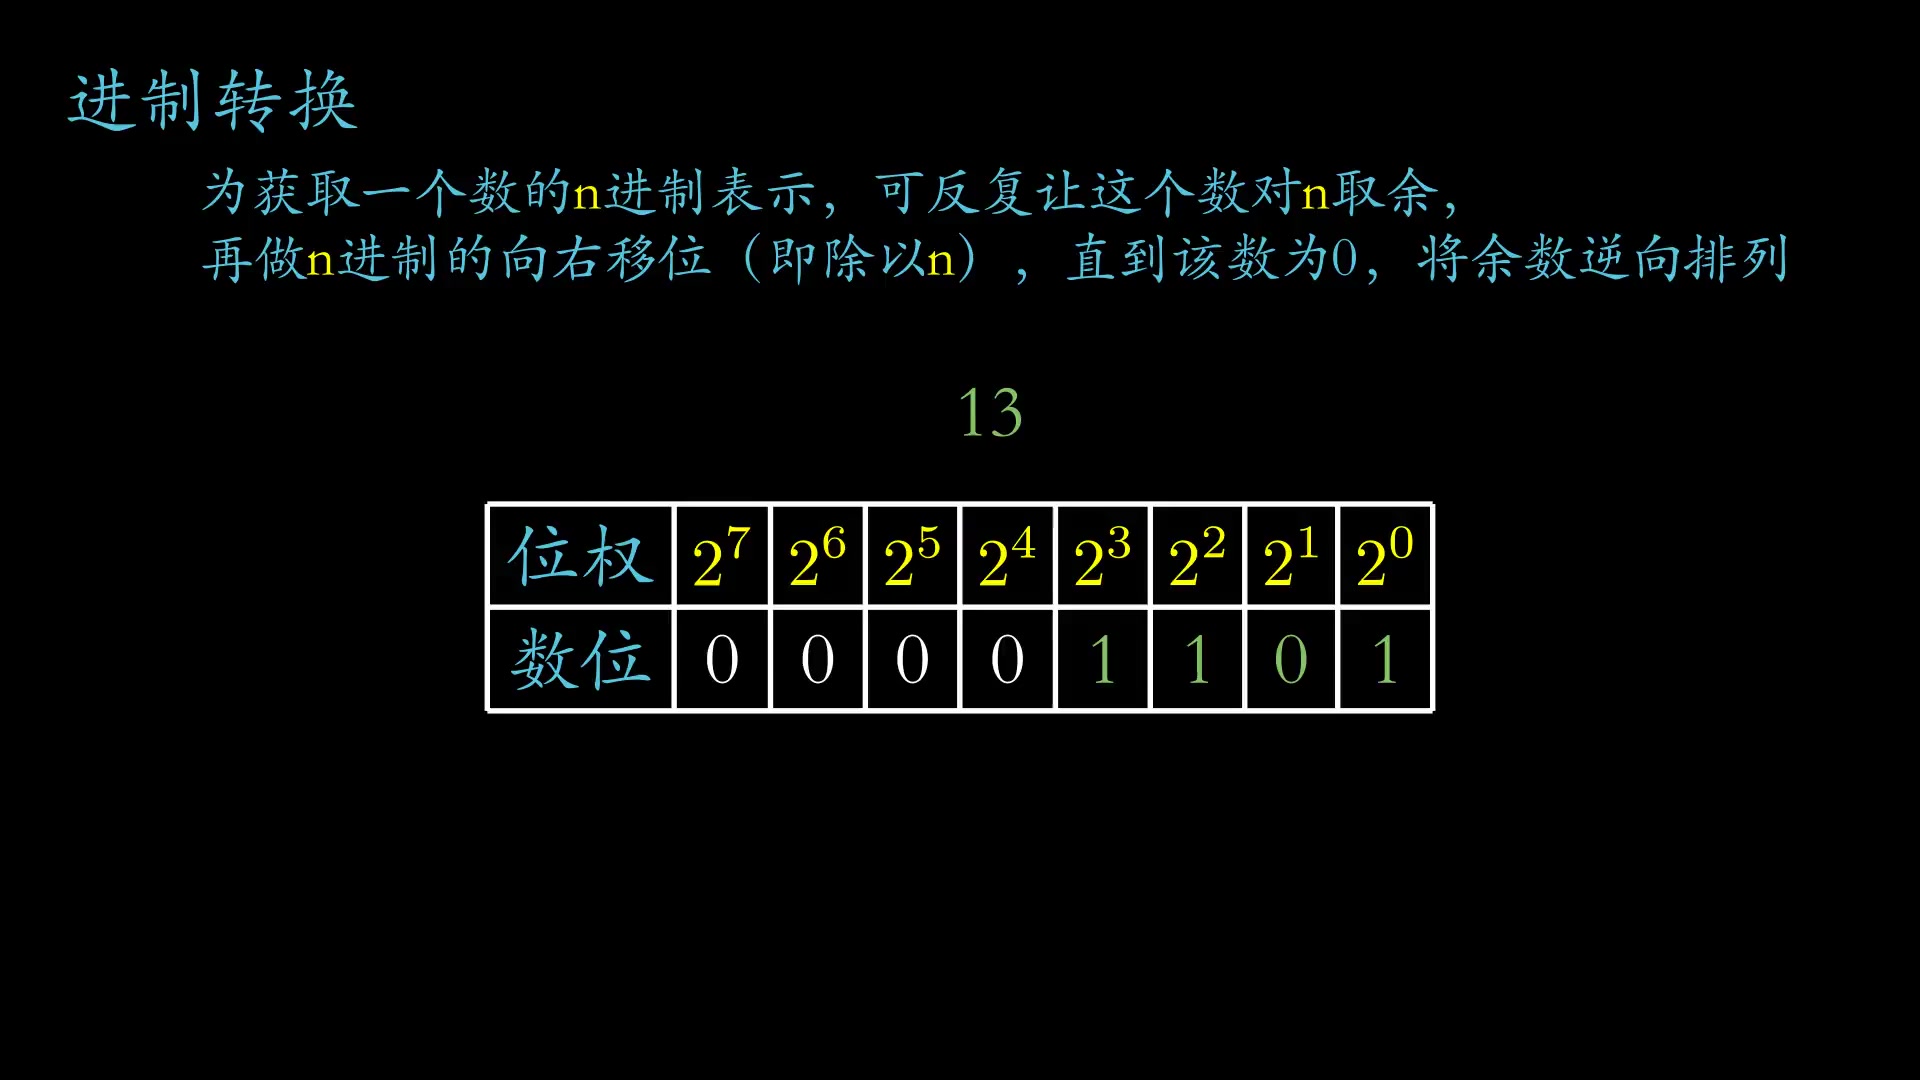 进制转换
为获取一个数的n进制表示，可反复让这个数对n取余，
再做n进制的向右移位（即除以n），直到该数为0，将余数逆向排列
13
位权 2^7 2^6 2^5 2^4 2^3 2^2 2^1 2^0
数位 0 0 0 0 1 1 0 1